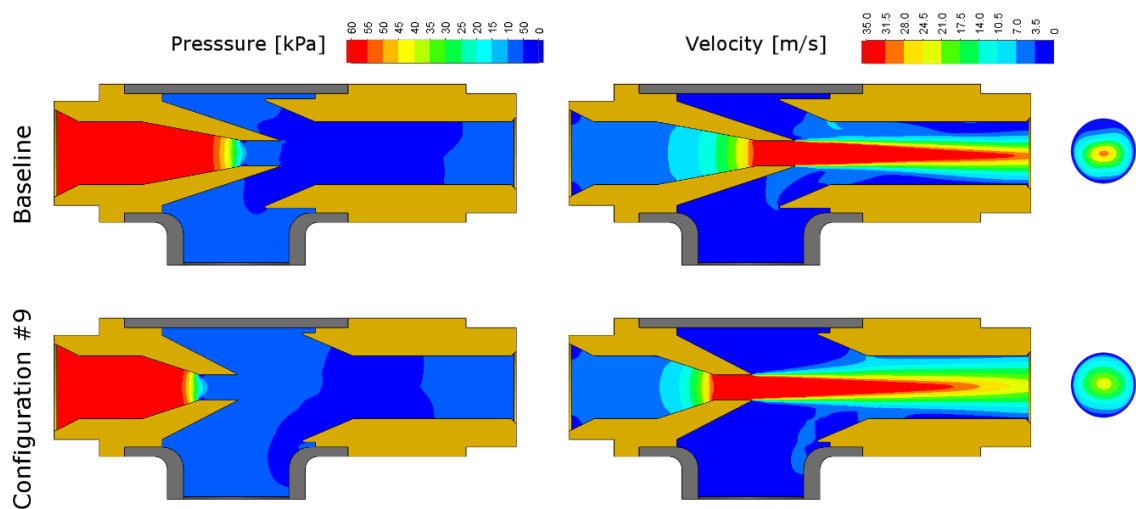 Presssure [kPa]
60 55 50 45 40 35 30 25 20 15 10 50 0
Velocity [m/s]
35.0 31.5 28.0 24.5 21.0 17.5 14.0 10.5 7.0 3.5 0
Baseline
Configuration #9